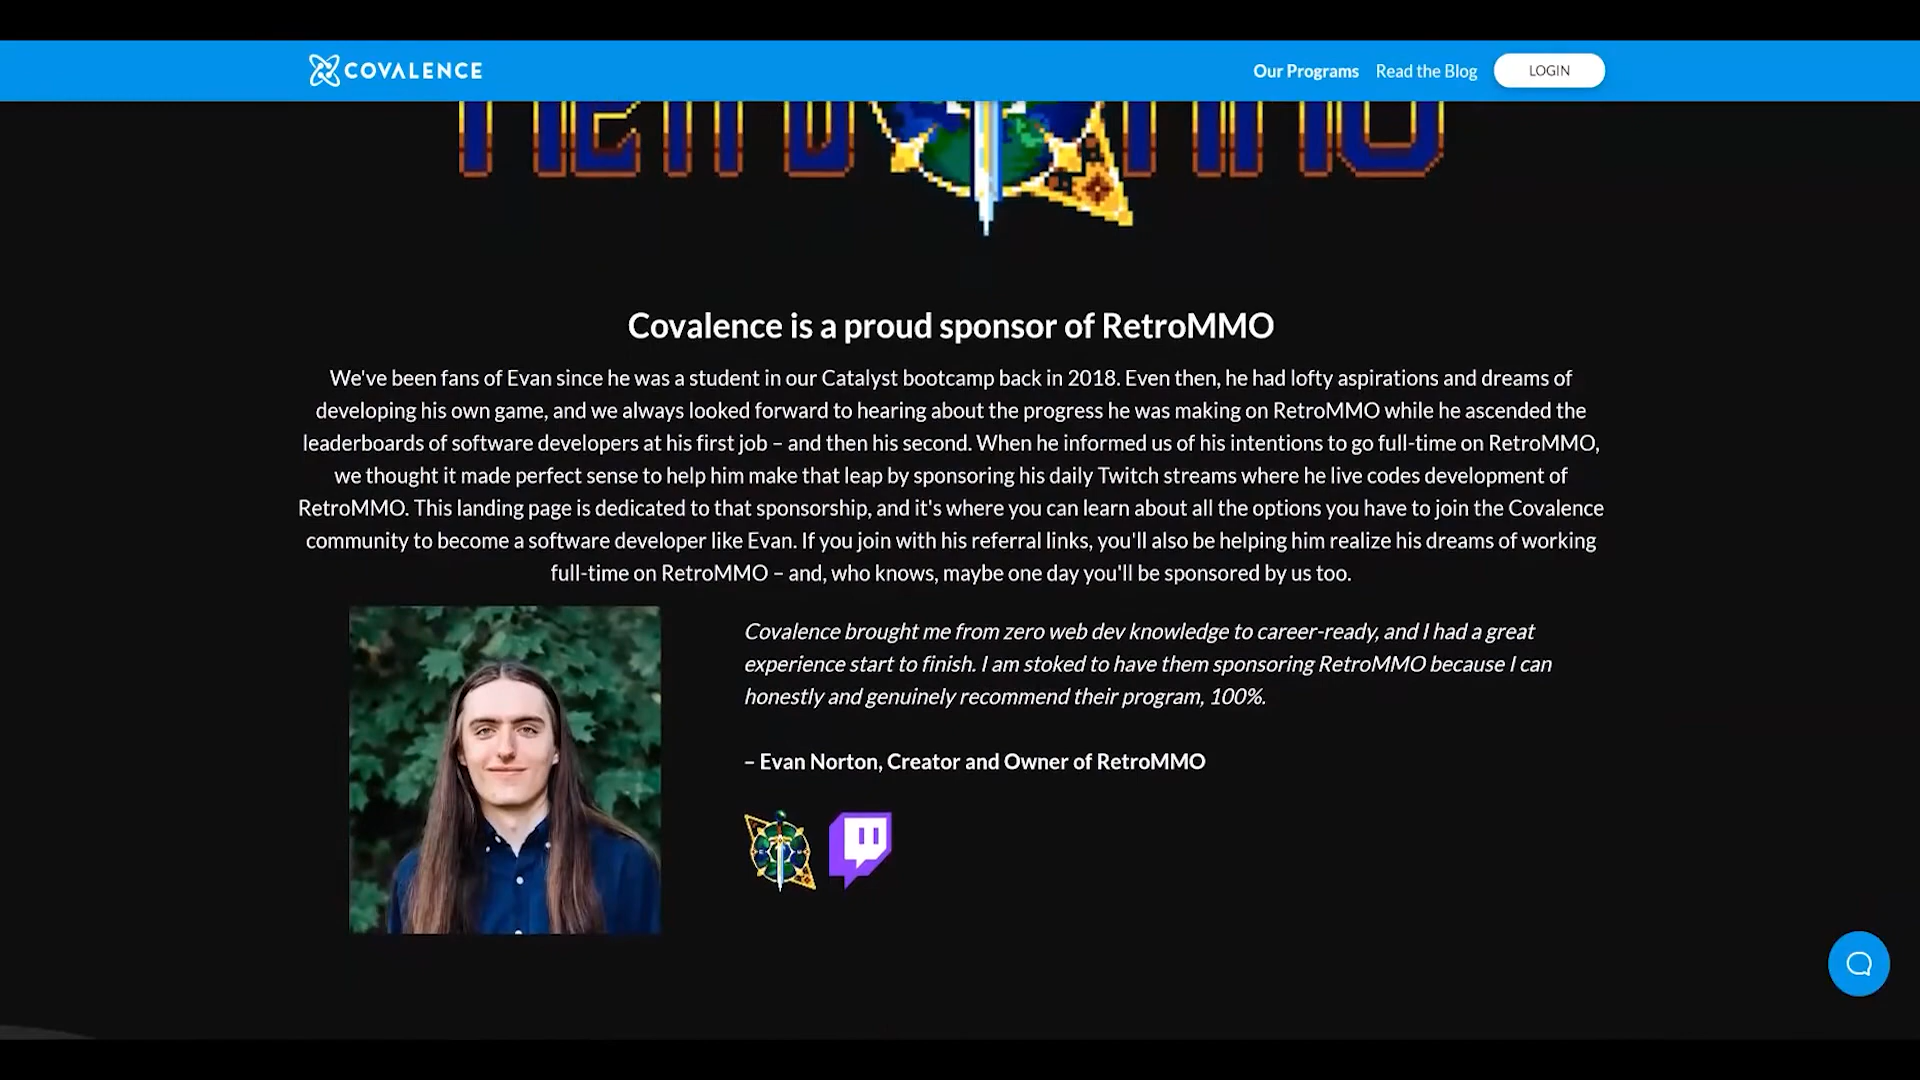 COVALENCE
Our Programs
Read the Blog
LOGIN
Covalence is a proud sponsor of RetroMMO
We've been fans of Evan since he was a student in our Catalyst bootcamp back in 2018. Even then, he had lofty aspirations and dreams of
developing his own game, and we always looked forward to hearing about the progress he was making on RetroMMO while he ascended the
leaderboards of software developers at his first job – and then his second. When he informed us of his intentions to go full-time on RetroMMO,
we thought it made perfect sense to help him make that leap by sponsoring his daily Twitch streams where he live codes development of
RetroMMO. This landing page is dedicated to that sponsorship, and it's where you can learn about all the options you have to join the Covalence
community to become a software developer like Evan. If you join with his referral links, you'll also be helping him realize his dreams of working
full-time on RetroMMO – and, who knows, maybe one day you'll be sponsored by us too.
Covalence brought me from zero web dev knowledge to career-ready, and I had a great
experience start to finish. I am stoked to have them sponsoring RetroMMO because I can
honestly and genuinely recommend their program, 100%.
– Evan Norton, Creator and Owner of RetroMMO